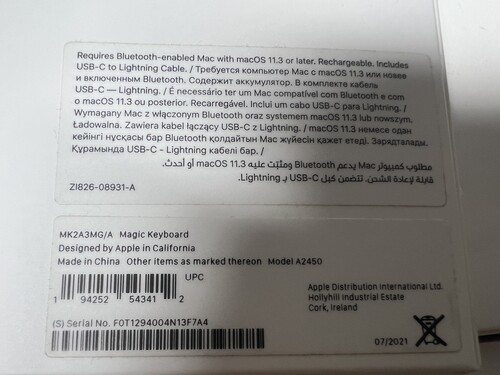 Requires Bluetooth-enabled Mac with macOS 11.3 or later. Rechargeable. Includes
USB-C to Lightning Cable. / Требуется компьютер Mac с macOS 11.3 или новее
и включенным Bluetooth. Содержит аккумулятор. В комплекте кабель
USB-C — Lightning. / É necessário ter um Mac compatível com Bluetooth e com
o macOS 11.3 ou posterior. Recarregável. Inclui um cabo USB-C para Lightning. /
Wymagany Mac z włączonym Bluetooth oraz systemem macOS 11.3 lub nowszym.
Ładowalna. Zawiera kabel łączący USB-C z Lightning. / macOS 11.3 немесе одан
кейінгі нұсқасы бар Bluetooth қолдайтын Mac жүйесін қажет етеді. Зарядталады.
Құрамында USB-C - Lightning кабелі бар. /
مطلوب كمبيوتر Mac يدعم Bluetooth ومثبّت عليه macOS 11.3 أو أحدث.
قابلة لإعادة الشحن. تتضمن كبل USB-C بـ Lightning.
ZI826-08931-A
MK2A3MG/A Magic Keyboard
Designed by Apple in California
Made in China Other items as marked thereon Model A2450
UPC
1 94252 54341 2
(S) Serial No. F0T1294004N13F7A4
Apple Distribution International Ltd.
Hollyhill Industrial Estate
Cork, Ireland
07/2021